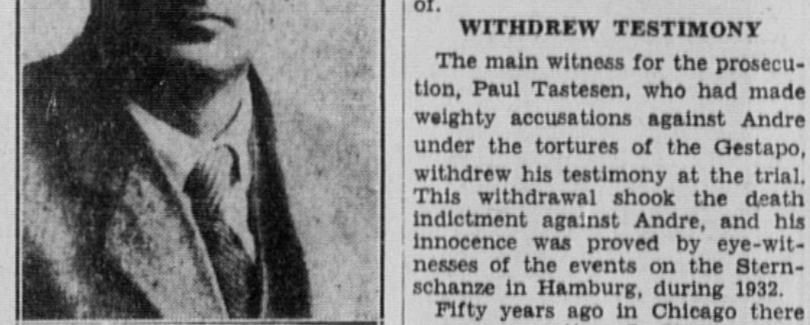 of.
WITHDREW TESTIMONY
The main witness for the prosecu-
tion, Paul Tastesen, who had made
weighty accusations against Andre
under the tortures of the Gestapo,
withdrew his testimony at the trial.
This withdrawal shook the death
indictment against Andre, and his
innocence was proved by eye-wit-
nesses of the events on the Stern-
schanze in Hamburg, during 1932.
Fifty years ago in Chicago there